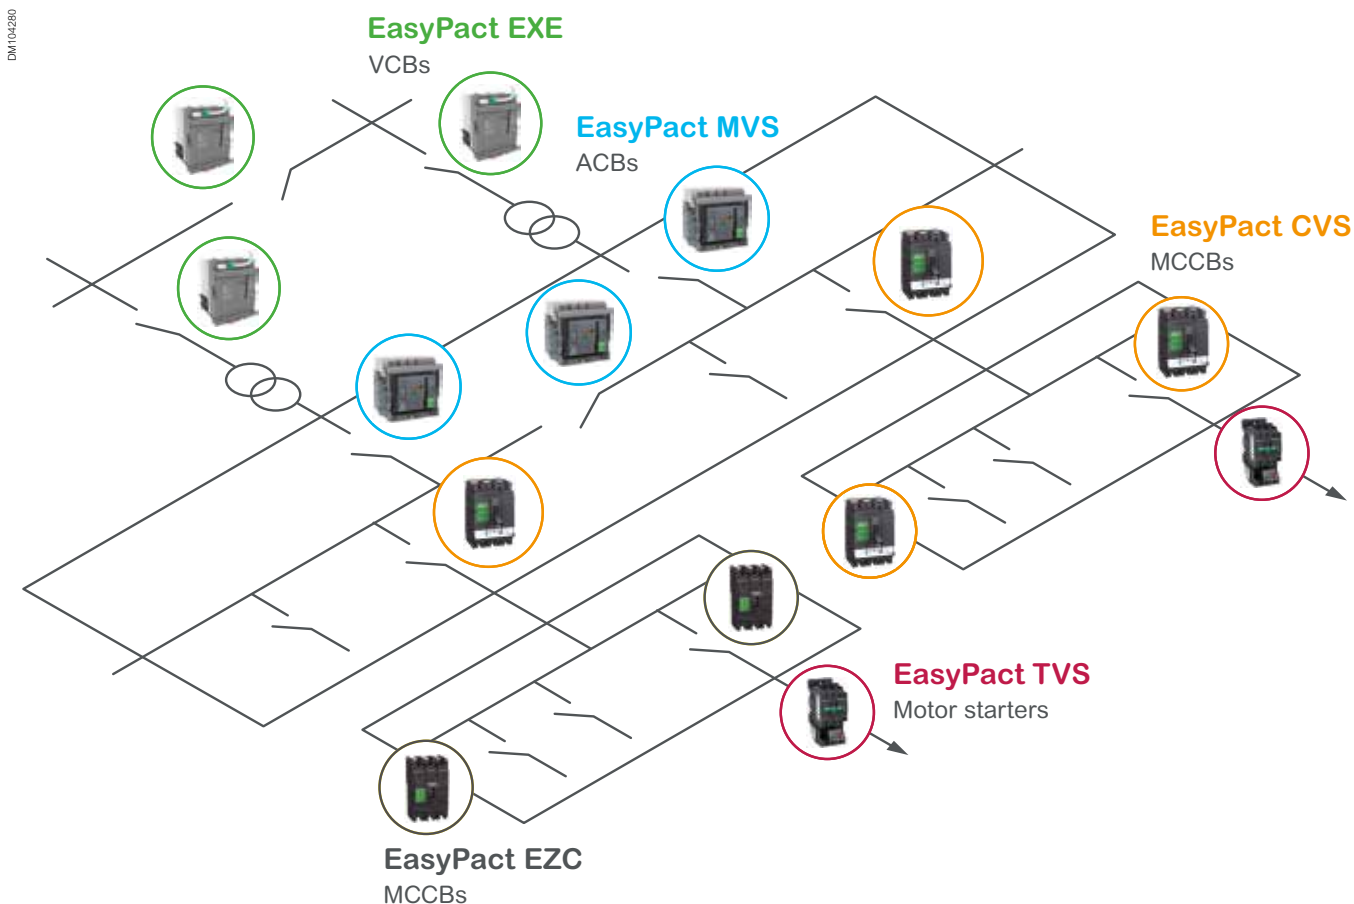 DM104280
EasyPact EXE
VCBs
EasyPact MVS
ACBs
EasyPact CVS
MCCBs
EasyPact TVS
Motor starters
EasyPact EZC
MCCBs